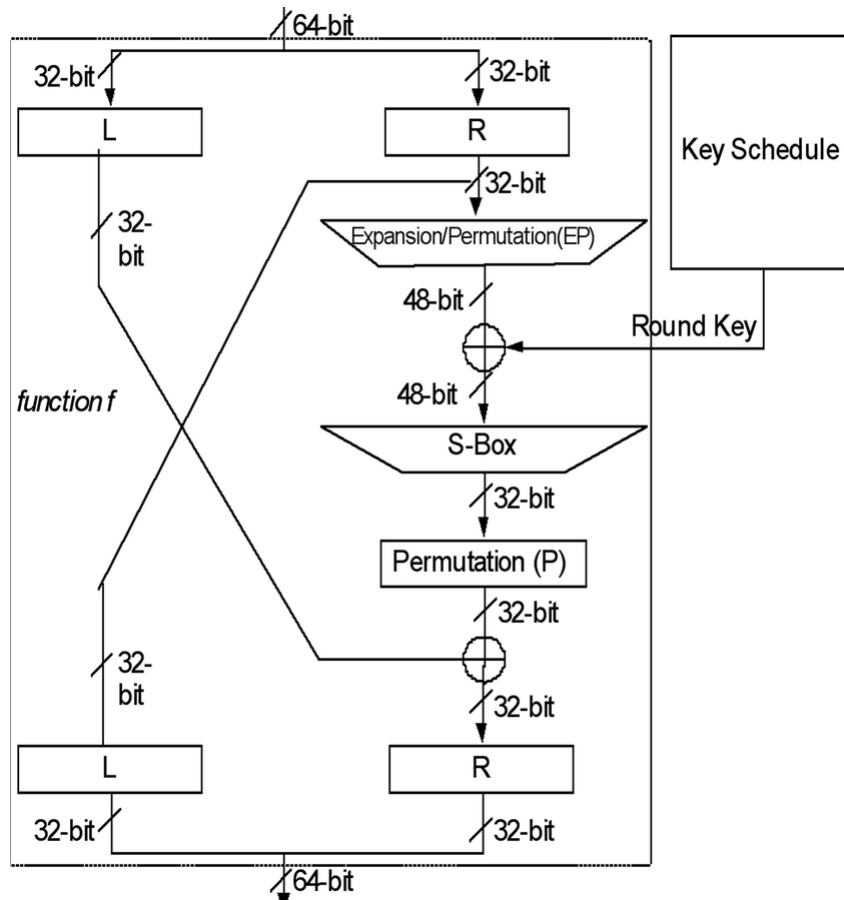 64-bit
32-bit
32-bit
L
R
Key Schedule
32-bit
32-
bit
Expansion/Permutation(EP)
48-bit
Round Key
48-bit
function f
S-Box
32-bit
Permutation (P)
32-bit
32-
bit
32-bit
L
R
32-bit
32-bit
64-bit